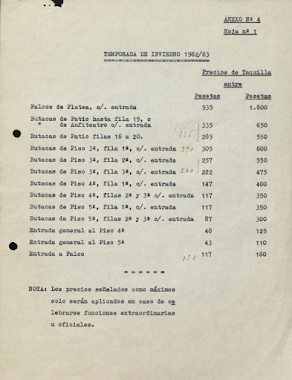 ANEXO Nº 4
Hoja nº 1
TEMPORADA DE INVIERNO 1962/63
Precios de Taquilla
entre
Pesetas Pesetas
Palcos de Platea, c/. entrada 935 1.800
Butacas de Patio hasta fila 15, o
" de Anfiteatro c/. entrada 335 650
Butacas de Patio filas 16 a 20. 285 550
Butacas de Piso 3º, fila 1ª, c/. entrada 305 600
Butacas de Piso 3º, fila 2ª, c/. entrada 257 550
Butacas de Piso 3º, fila 3ª, c/. entrada 222 475
Butacas de Piso 4º, fila 1ª, c/. entrada 147 400
Butacas de Piso 4º, filas 2ª y 3ª c/. entrada 117 350
Butacas de Piso 5º, fila 1ª, c/. entrada 117 350
Butacas de Piso 5º, filas 2ª y 3ª c/. entrada 87 300
Entrada general al Piso 4º 48 125
Entrada general al Piso 5º 43 110
Entrada a Palco 117 160
- - - - - -
NOTA: Los precios señalados como máximos
solo serán aplicados en caso de ce
lebrarse funciones extraordinarias
u oficiales.